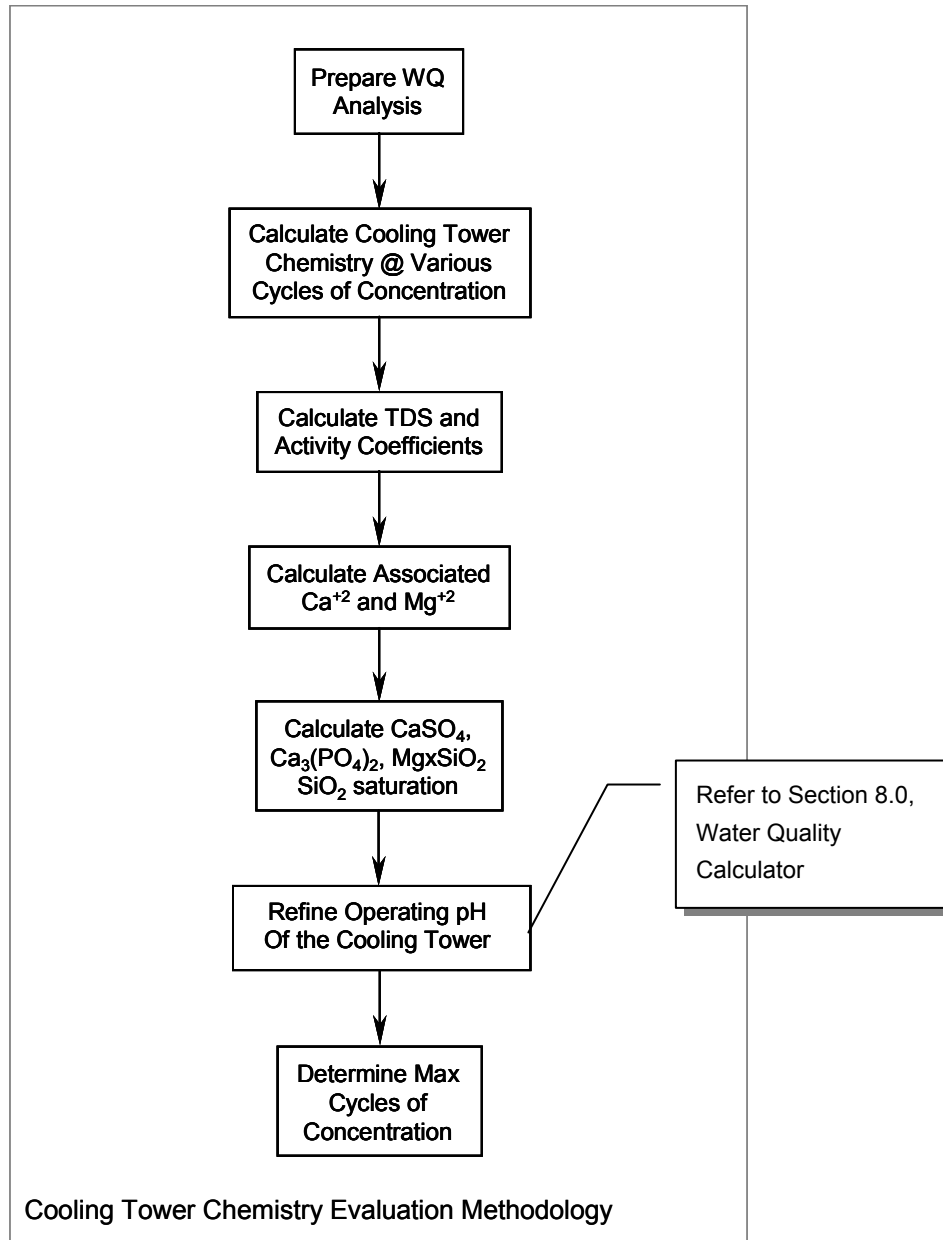 Prepare WQ
Analysis
Calculate Cooling Tower
Chemistry @ Various
Cycles of Concentration
Calculate TDS and
Activity Coefficients
Calculate Associated
Ca⁺² and Mg⁺²
Calculate CaSO₄,
Ca₃(PO₄)₂, MgxSiO₂
SiO₂ saturation
Refer to Section 8.0,
Water Quality
Calculator
Refine Operating pH
Of the Cooling Tower
Determine Max
Cycles of
Concentration
Cooling Tower Chemistry Evaluation Methodology